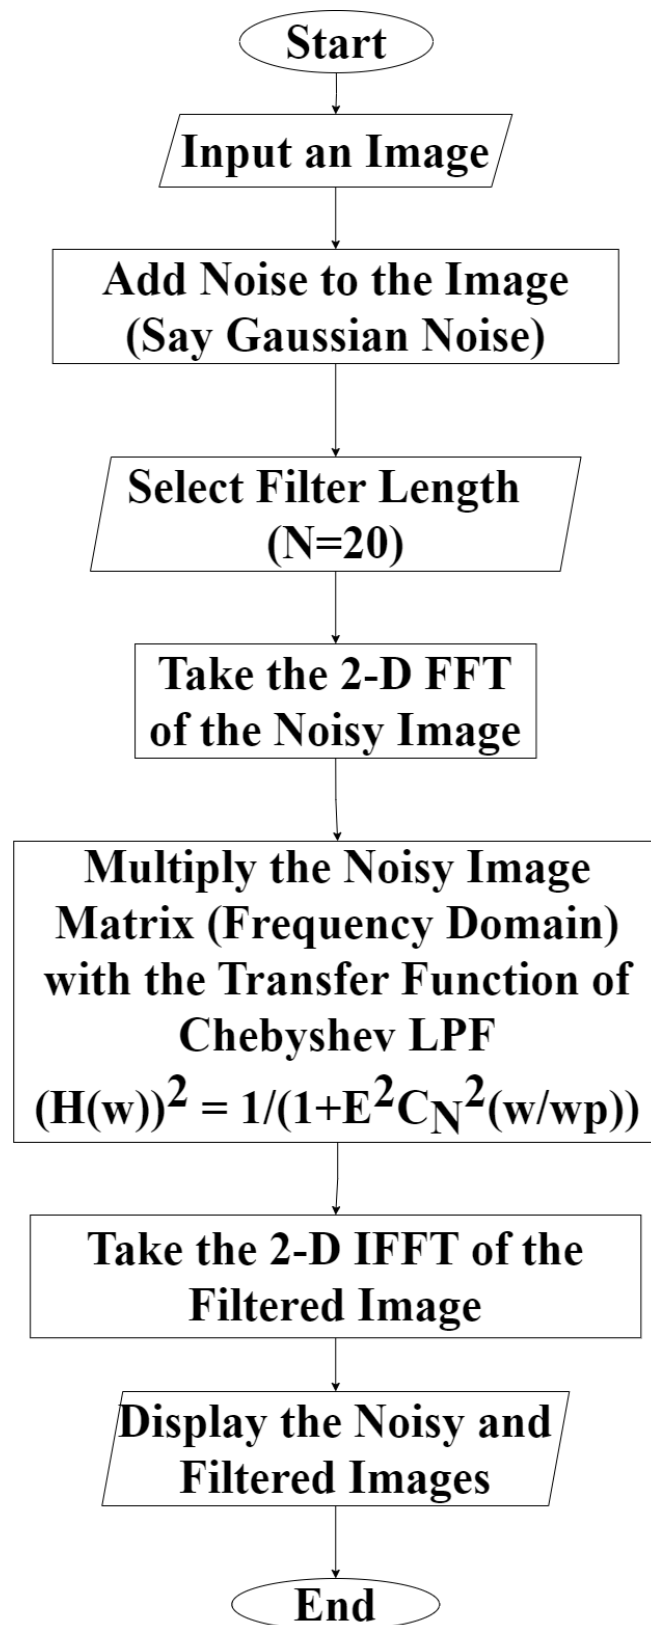 Start
Input an Image
Add Noise to the Image
(Say Gaussian Noise)
Select Filter Length
(N=20)
Take the 2-D FFT
of the Noisy Image
Multiply the Noisy Image
Matrix (Frequency Domain)
with the Transfer Function of
Chebyshev LPF
(H(w))² = 1/(1+E²C_N²(w/wp))
Take the 2-D IFFT of the
Filtered Image
Display the Noisy and
Filtered Images
End